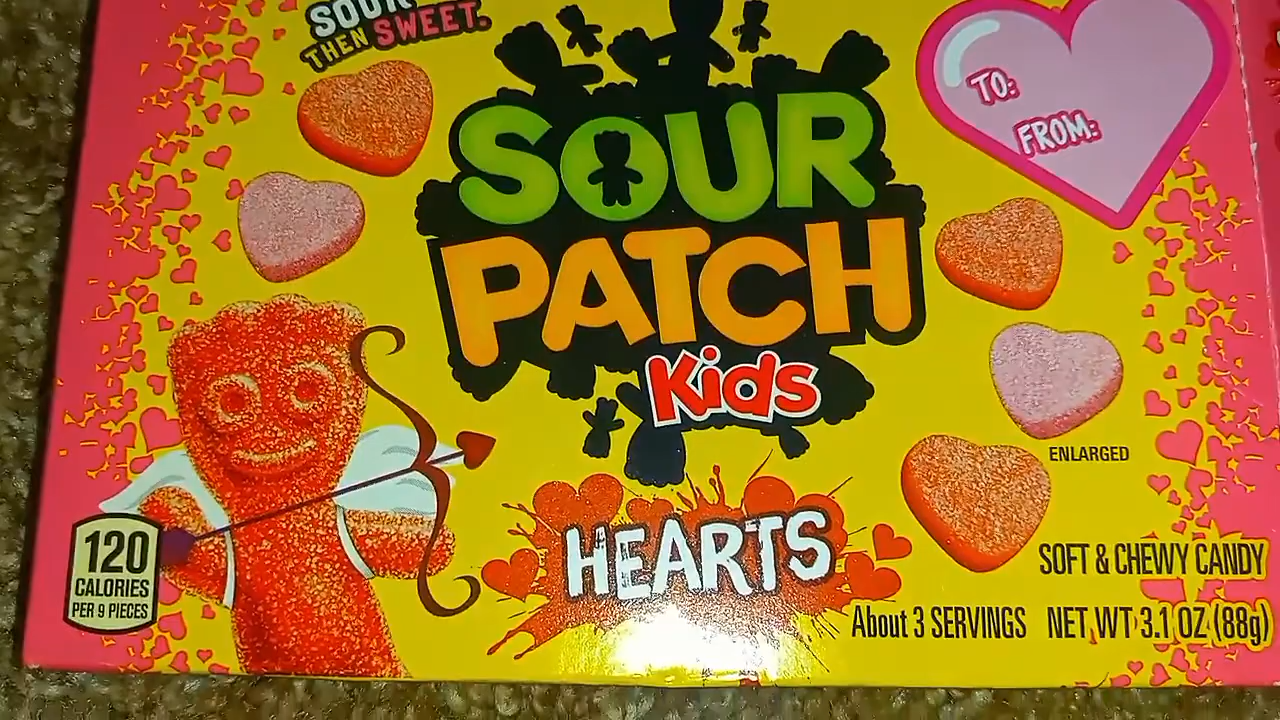 SOUR
THEN SWEET.
TO:
FROM:
SOUR
PATCH
Kids
ENLARGED
HEARTS
120
CALORIES
PER 9 PIECES
SOFT & CHEWY CANDY
About 3 SERVINGS NET WT 3.1 OZ (88g)